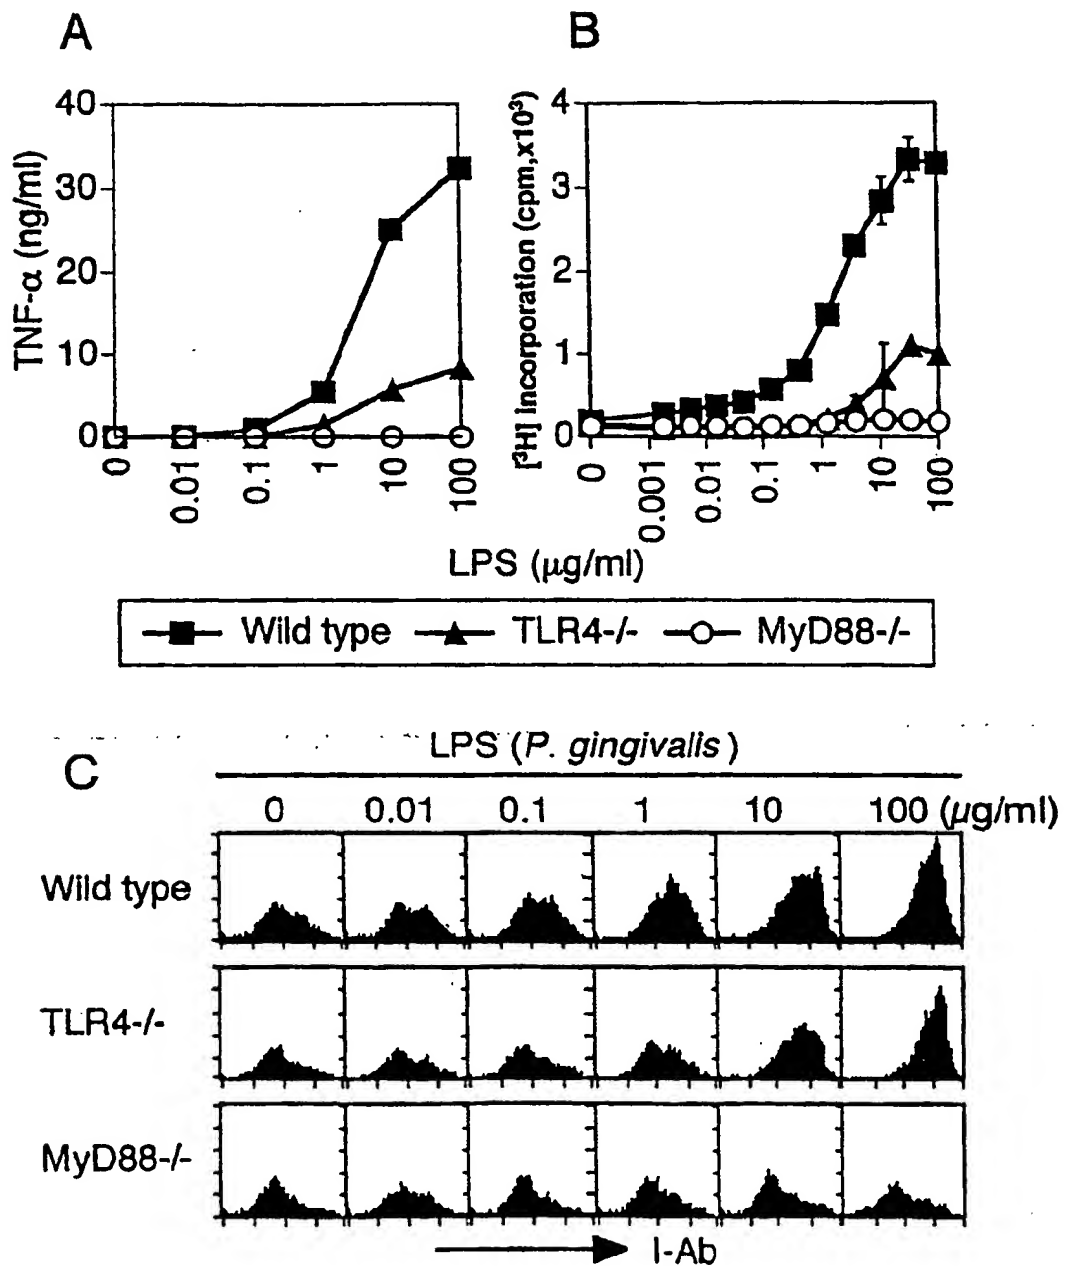 A
B
TNF-α (ng/ml)
40
30
20
10
0
0
0.01
0.1
1
10
100
[³H] incorporation (cpm,x10³)
4
3
2
1
0
0
0.001
0.01
0.1
1
10
100
LPS (µg/ml)
Wild type TLR4-/- MyD88-/-
C
LPS (P. gingivalis)
0 0.01 0.1 1 10 100 (µg/ml)
Wild type
TLR4-/-
MyD88-/-
I-Ab